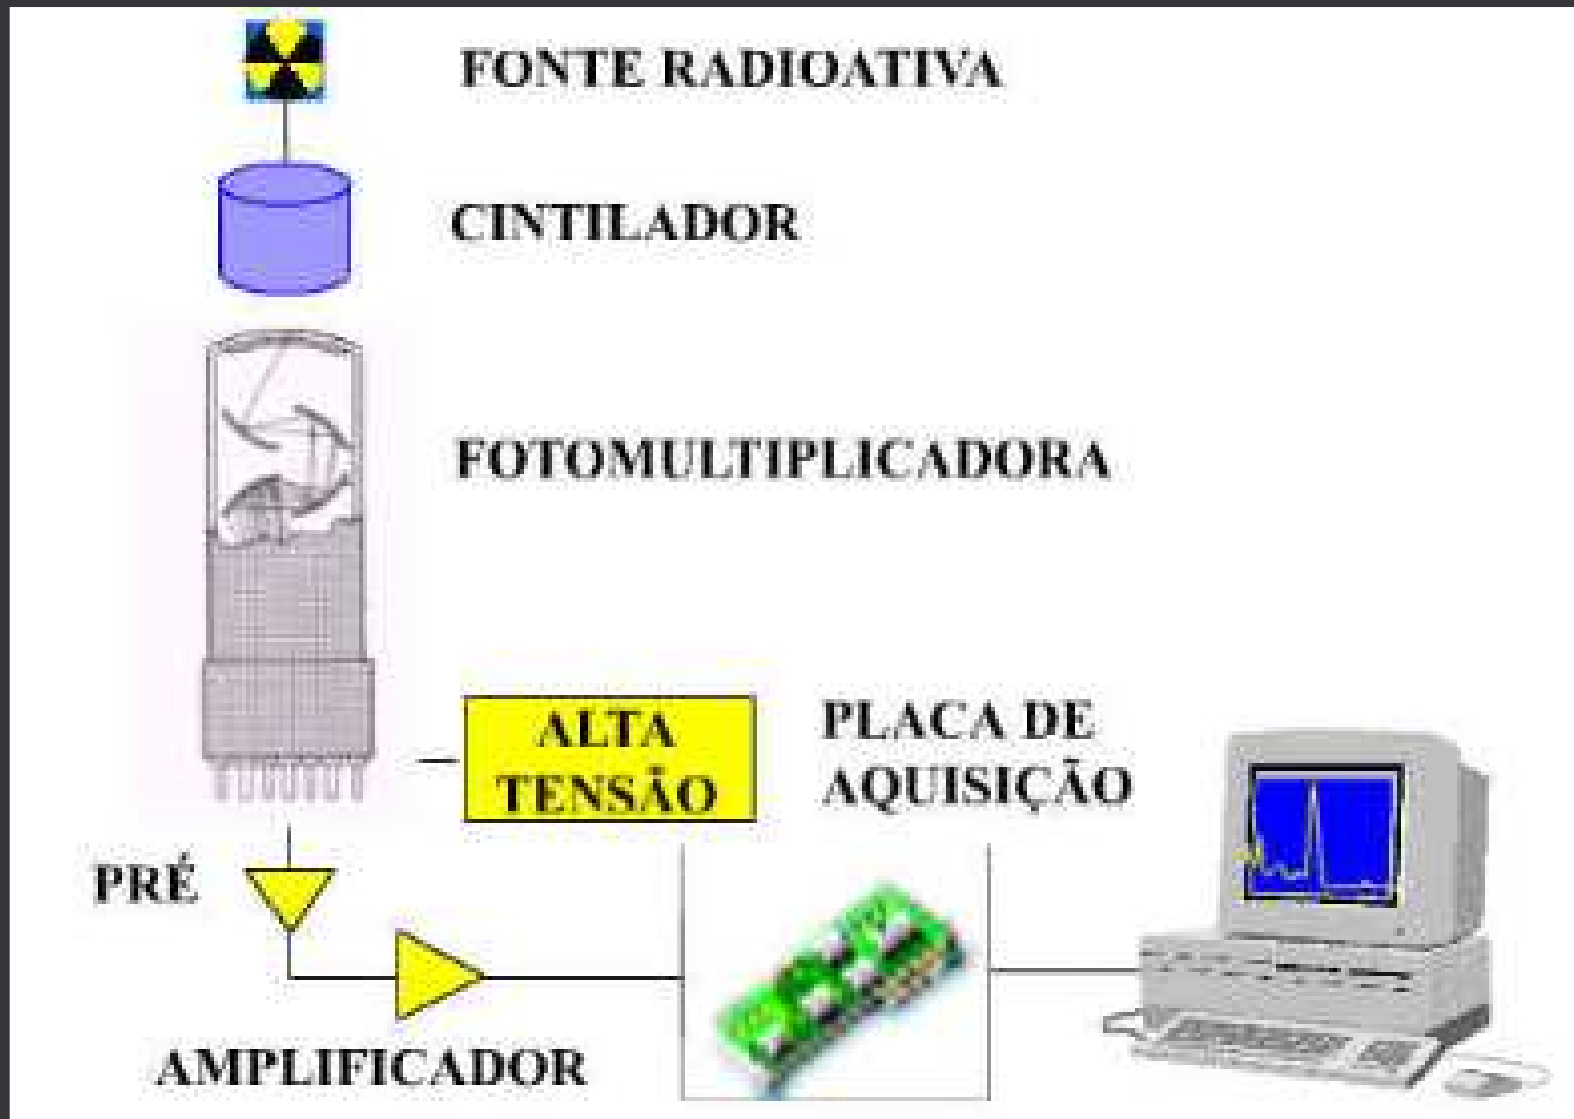 FONTE RADIOATIVA
CINTILADOR
FOTOMULTIPLICADORA
ALTA
TENSÃO
PLACA DE
AQUISIÇÃO
PRÉ
AMPLIFICADOR